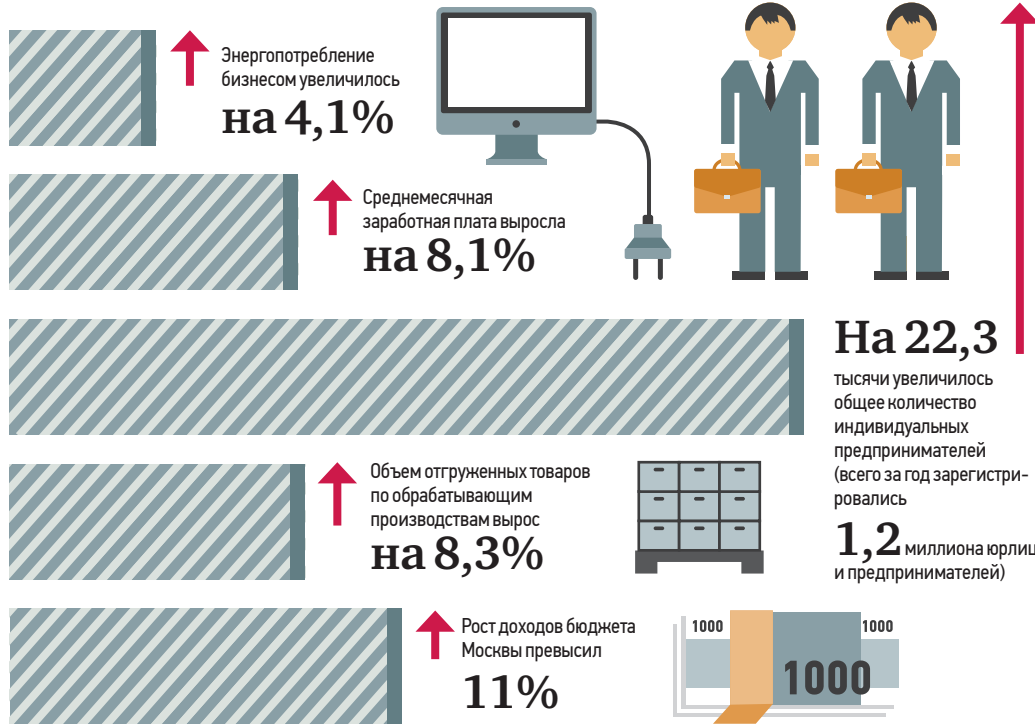 Энергопотребление
бизнесом увеличилось
на 4,1%
Среднемесячная
заработная плата выросла
на 8,1%
На 22,3
тысячи увеличилось
общее количество
индивидуальных
предпринимателей
(всего за год зарегистри-
ровались
1,2 миллиона юрлиц
и предпринимателей)
Объем отгруженных товаров
по обрабатывающим
производствам вырос
на 8,3%
Рост доходов бюджета
Москвы превысил
11%
1000 1000
1000